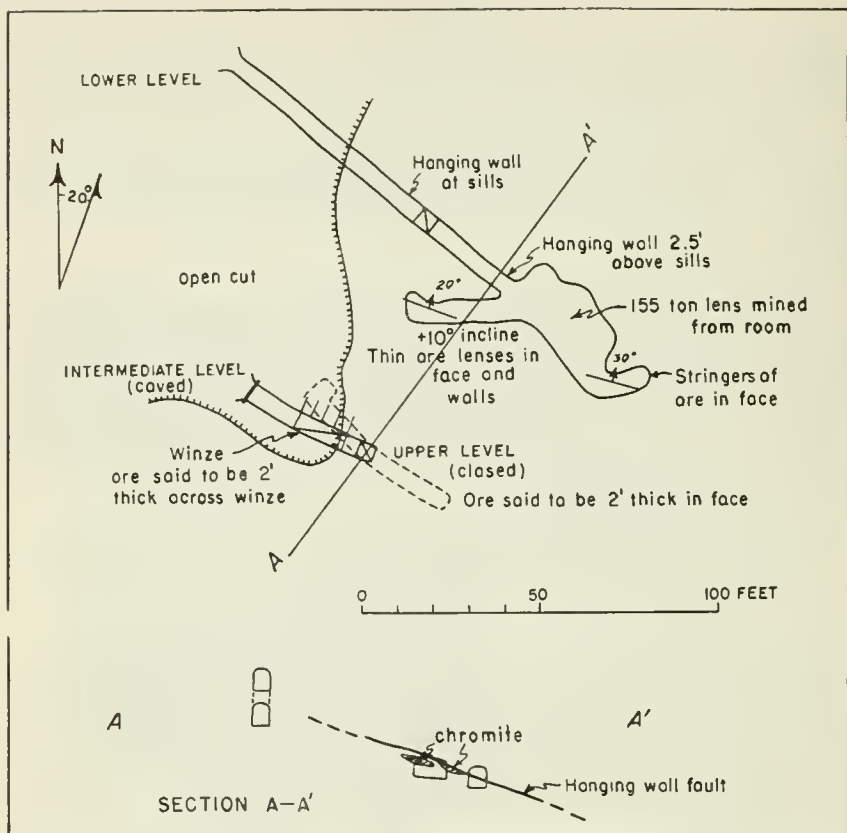 LOWER LEVEL
N
20°
A'
Hanging wall
at sills
Hanging wall 2.5'
above sills
open cut
20°
155 ton lens mined
from room
+10° incline
Thin ore lenses in
face and
walls
30°
Stringers of
ore in face
INTERMEDIATE LEVEL
(caved)
Winze
ore said to be 2'
thick across winze
UPPER LEVEL
(closed)
Ore said to be 2' thick in face
A
0 50 100 FEET
A
A'
chromite
Hanging wall fault
SECTION A-A'